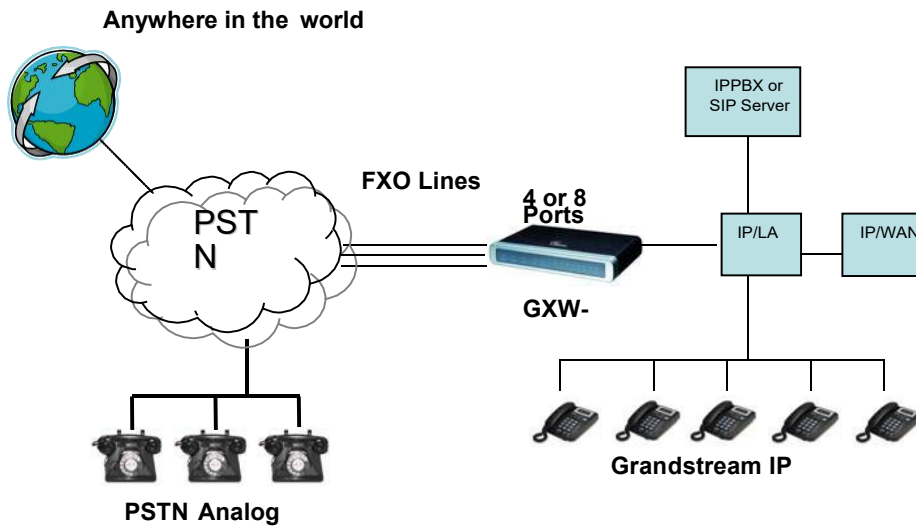 Anywhere in the world
IPPBX or
SIP Server
FXO Lines
4 or 8
Ports
PST
N
IP/LA
IP/WAN
GXW-
Grandstream IP
PSTN Analog